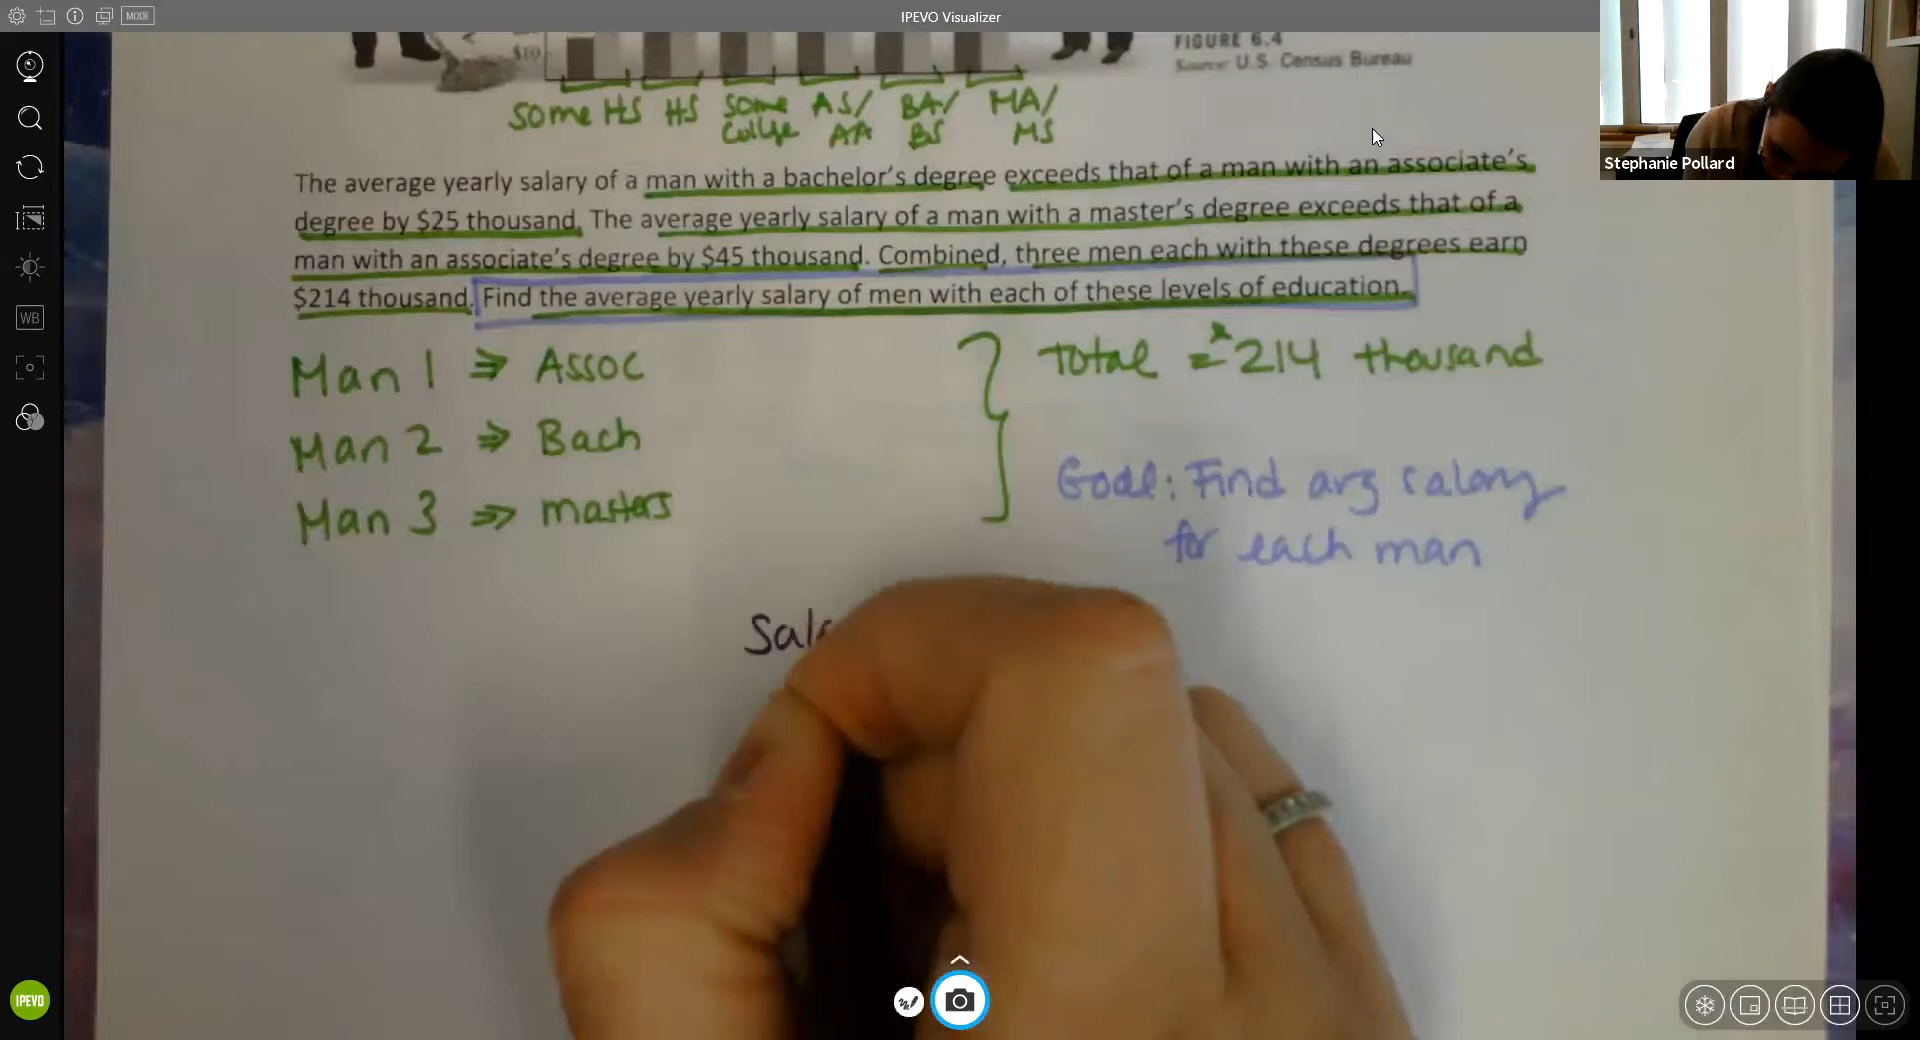 MODE
IPEVO Visualizer
$10
FIGURE 6.4
Source: U.S. Census Bureau
Some HS HS Some College AS/AA BA/BS MA/MS
Stephanie Pollard
The average yearly salary of a man with a bachelor's degree exceeds that of a man with an associate's
degree by $25 thousand. The average yearly salary of a man with a master's degree exceeds that of a
man with an associate's degree by $45 thousand. Combined, three men each with these degrees earn
$214 thousand. Find the average yearly salary of men with each of these levels of education.
WB
Man 1 ⇒ Assoc
Man 2 ⇒ Bach
Man 3 ⇒ masters
Total = $214 thousand
Goal: Find avg salary
for each man
Sal
IPEVO